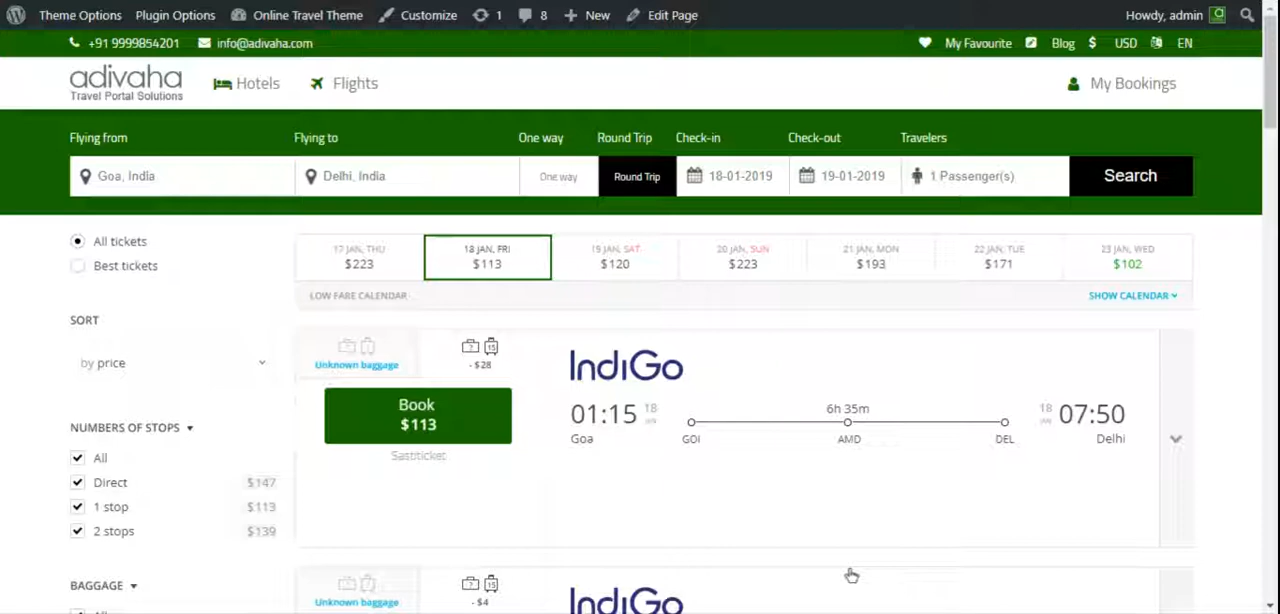 Theme Options Plugin Options Online Travel Theme Customize 1 8 New Edit Page Howdy, admin
+91 9999854201 info@adivaha.com My Favourite Blog $ USD EN
adivaha
Travel Portal Solutions
Hotels Flights My Bookings
Flying from Flying to One way Round Trip Check-in Check-out Travelers
Goa, India Delhi, India One way Round Trip 18-01-2019 19-01-2019 1 Passenger(s) Search
All tickets
Best tickets
17 JAN, THU 18 JAN, FRI 19 JAN, SAT 20 JAN, SUN 21 JAN, MON 22 JAN, TUE 23 JAN, WED
$223 $113 $120 $223 $193 $171 $102
LOW FARE CALENDAR SHOW CALENDAR
SORT
by price
NUMBERS OF STOPS
All
Direct $147
1 stop $113
2 stops $139
BAGGAGE
Unknown baggage
15
- $28
Book
$113
Sastiticket
IndiGo
01:15 18 JAN 6h 35m 18 JAN 07:50
Goa GOI AMD DEL Delhi
Unknown baggage
15
- $4
IndiGo